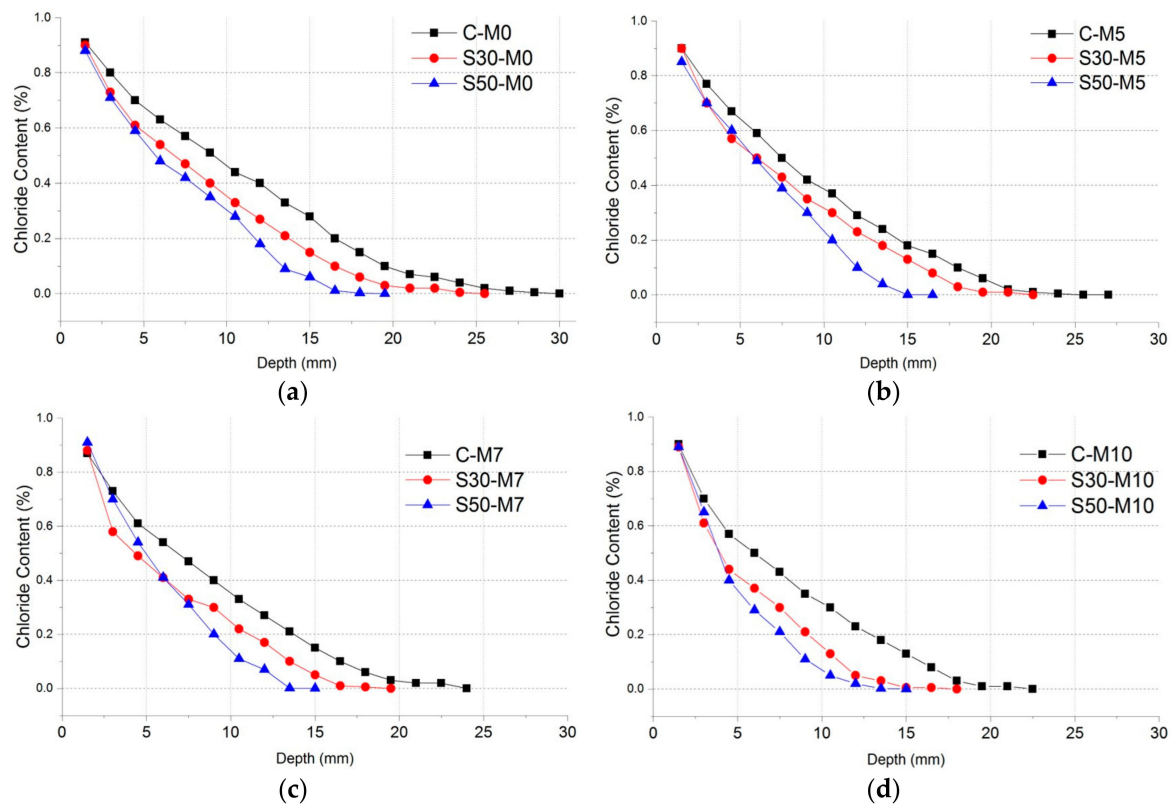 (a)
1.0
0.8
0.6
0.4
0.2
0.0
Chloride Content (%)
C-M0
S30-M0
S50-M0
0 5 10 15 20 25 30
Depth (mm)
(b)
1.0
0.8
0.6
0.4
0.2
0.0
Chloride Content (%)
C-M5
S30-M5
S50-M5
0 5 10 15 20 25 30
Depth (mm)
(c)
1.0
0.8
0.6
0.4
0.2
0.0
Chloride Content (%)
C-M7
S30-M7
S50-M7
0 5 10 15 20 25 30
Depth (mm)
(d)
1.0
0.8
0.6
0.4
0.2
0.0
Chloride Content (%)
C-M10
S30-M10
S50-M10
0 5 10 15 20 25 30
Depth (mm)